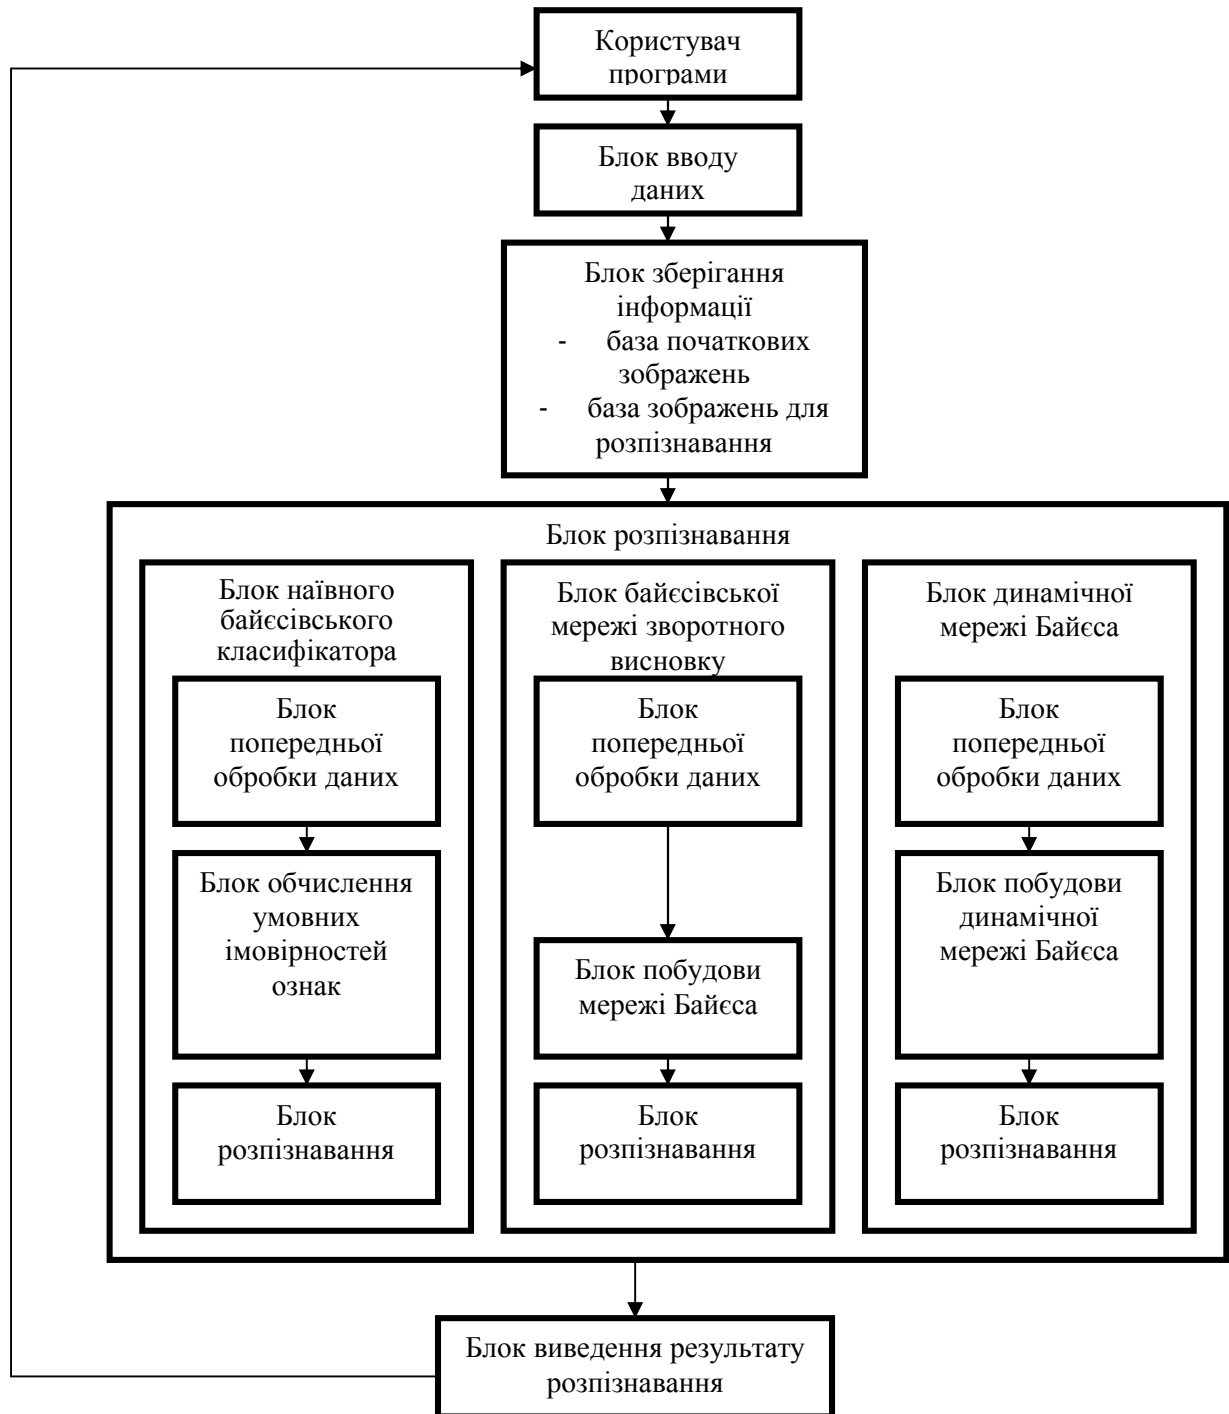 Користувач
програми
Блок вводу
даних
Блок зберігання
інформації
- база початкових
зображень
- база зображень для
розпізнавання
Блок розпізнавання
Блок наївного
байєсівського
класифікатора
Блок
попередньої
обробки даних
Блок обчислення
умовних
імовірностей
ознак
Блок
розпізнавання
Блок байєсівської
мережі зворотного
висновку
Блок
попередньої
обробки даних
Блок побудови
мережі Байєса
Блок
розпізнавання
Блок динамічної
мережі Байєса
Блок
попередньої
обробки даних
Блок побудови
динамічної
мережі Байєса
Блок
розпізнавання
Блок виведення результату
розпізнавання